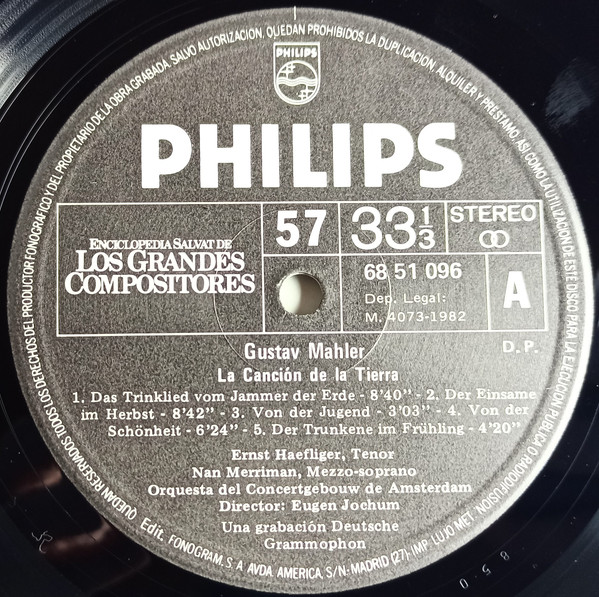 QUEDAN RESERVADOS TODOS LOS DERECHOS DEL PRODUCTOR FONOGRAFICO Y DEL PROPIETARIO DE LA OBRA GRABADA. SALVO AUTORIZACION, QUEDAN PROHIBIDOS LA DUPLICACION, ALQUILER Y PRESTAMO, ASI COMO LA UTILIZACION DE ESTE DISCO PARA LA EJECUCION PUBLICA O RADIODIFUSION
PHILIPS
PHILIPS
ENCICLOPEDIA SALVAT DE
LOS GRANDES
COMPOSITORES
57
33 1/3
STEREO
68 51 096
Dep. Legal:
M. 4073-1982
A
Gustav Mahler
D. P.
La Canción de la Tierra
1. Das Trinklied vom Jammer der Erde - 8'40" - 2. Der Einsame
im Herbst - 8'42" - 3. Von der Jugend - 3'03" - 4. Von der
Schönheit - 6'24" - 5. Der Trunkene im Frühling - 4'20"
Ernst Haefliger, Tenor
Nan Merriman, Mezzo-soprano
Orquesta del Concertgebouw de Amsterdam
Director: Eugen Jochum
Una grabación Deutsche
Grammophon
Edit. FONOGRAM, S. A. AVDA. AMERICA, S/N-MADRID (27)-IMP. LUJO MET.